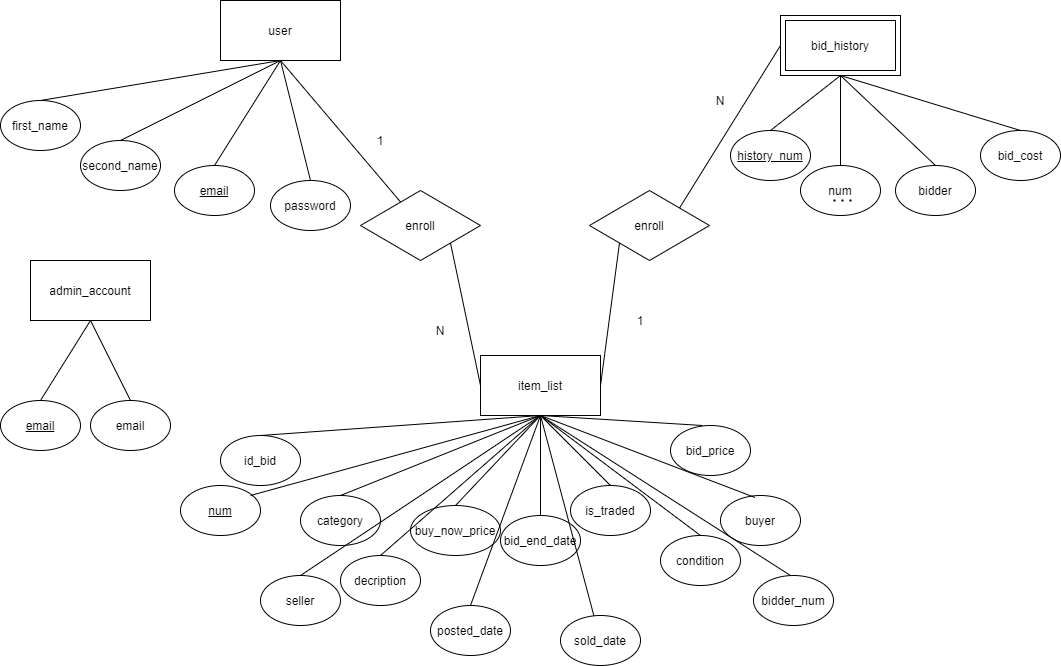 user
bid_history
first_name
second_name
email
password
1
N
history_num
num
bidder
bid_cost
enroll
enroll
admin_account
email
email
N
1
item_list
id_bid
num
category
buy_now_price
bid_end_date
is_traded
bid_price
buyer
seller
decription
condition
bidder_num
posted_date
sold_date